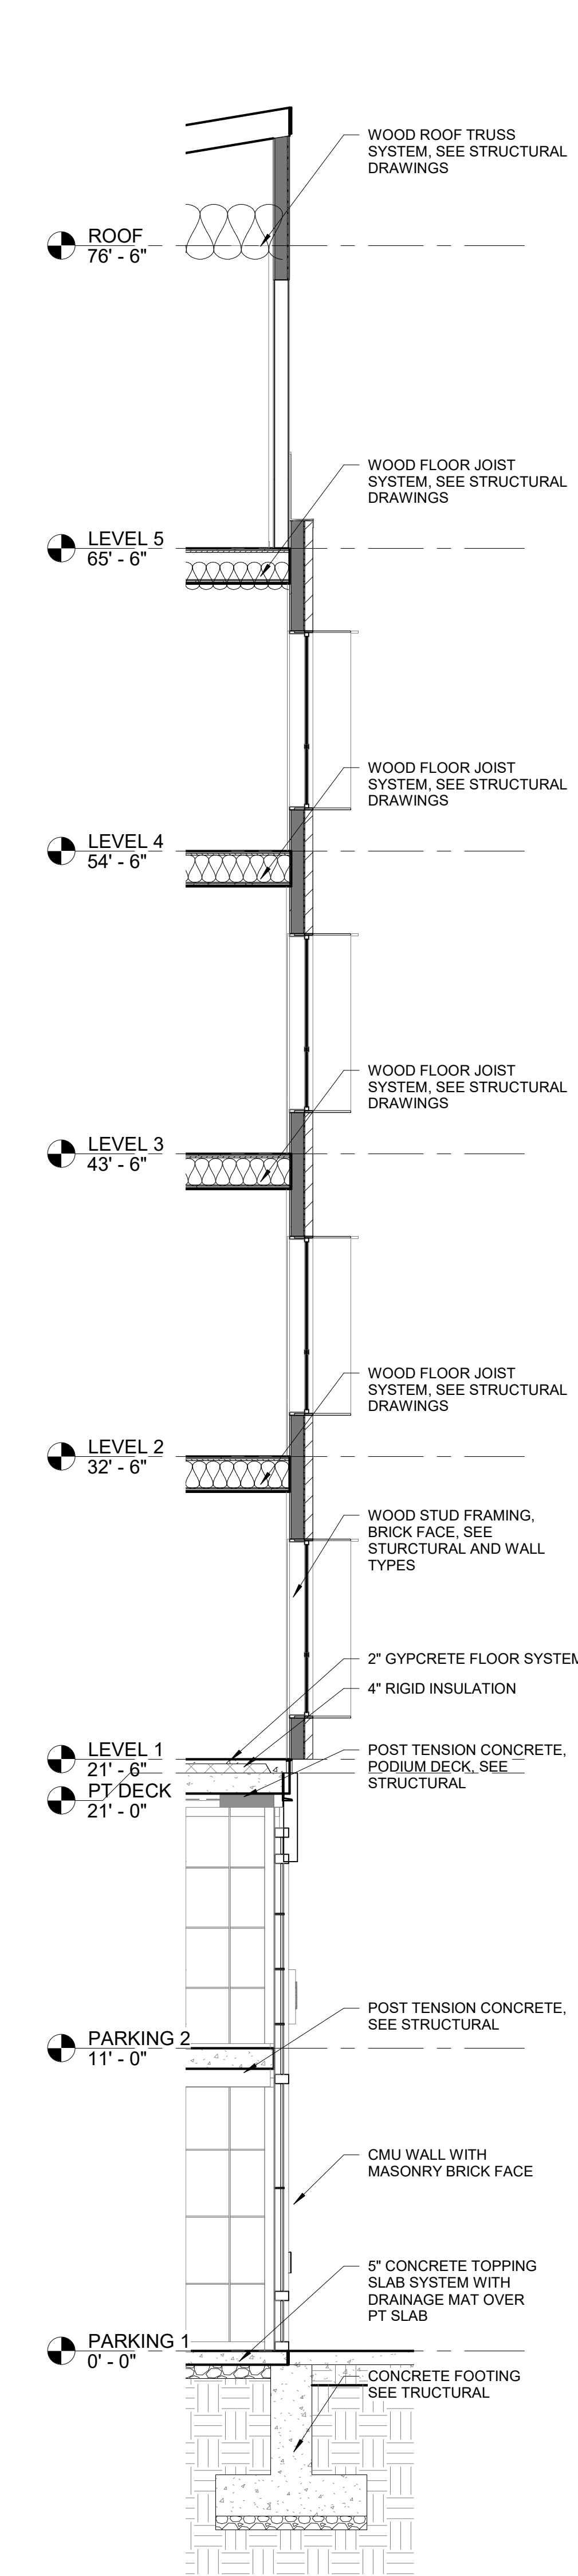 WOOD ROOF TRUSS
SYSTEM, SEE STRUCTURAL
DRAWINGS
ROOF
76' - 6"
WOOD FLOOR JOIST
SYSTEM, SEE STRUCTURAL
DRAWINGS
LEVEL 5
65' - 6"
WOOD FLOOR JOIST
SYSTEM, SEE STRUCTURAL
DRAWINGS
LEVEL 4
54' - 6"
WOOD FLOOR JOIST
SYSTEM, SEE STRUCTURAL
DRAWINGS
LEVEL 3
43' - 6"
WOOD FLOOR JOIST
SYSTEM, SEE STRUCTURAL
DRAWINGS
LEVEL 2
32' - 6"
WOOD STUD FRAMING,
BRICK FACE, SEE
STURCTURAL AND WALL
TYPES
2" GYPCRETE FLOOR SYSTEM
4" RIGID INSULATION
LEVEL 1
21' - 6"
POST TENSION CONCRETE,
PODIUM DECK, SEE
STRUCTURAL
PT DECK
21' - 0"
POST TENSION CONCRETE,
SEE STRUCTURAL
PARKING 2
11' - 0"
CMU WALL WITH
MASONRY BRICK FACE
5" CONCRETE TOPPING
SLAB SYSTEM WITH
DRAINAGE MAT OVER
PT SLAB
PARKING 1
0' - 0"
CONCRETE FOOTING
SEE TRUCTURAL